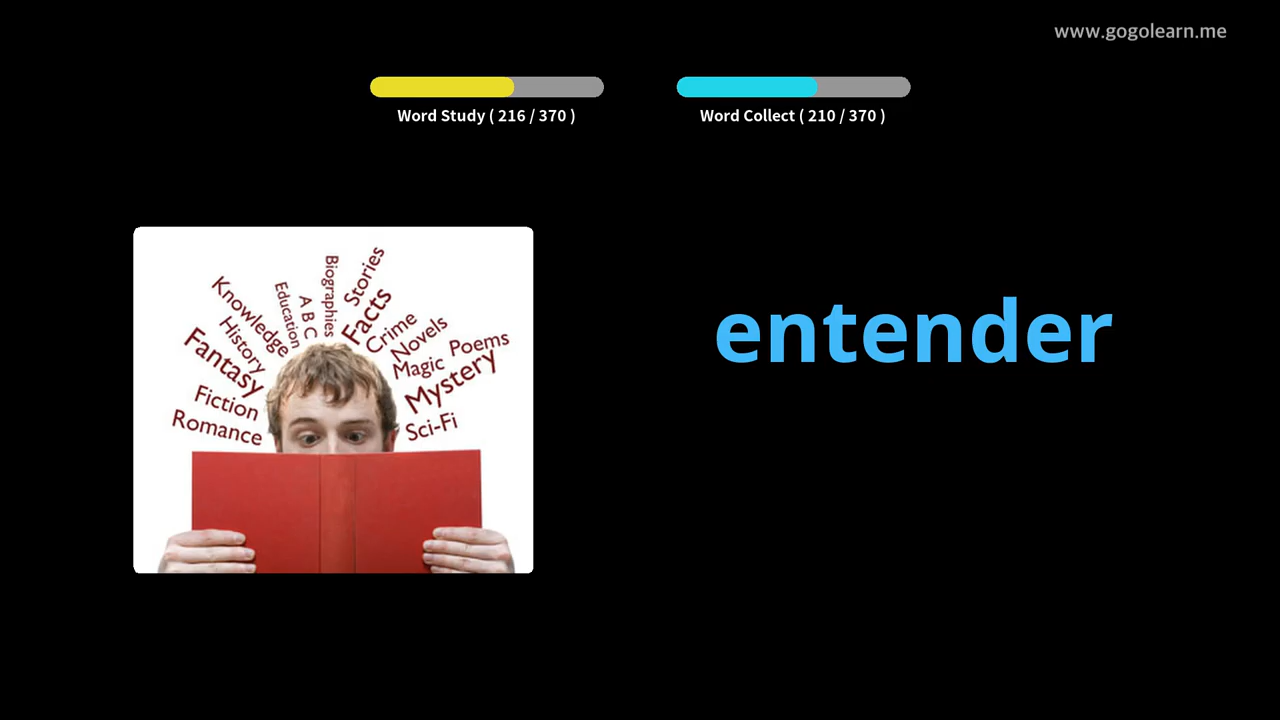 www.gogolearn.me
Word Study ( 216 / 370 )
Word Collect ( 210 / 370 )
entender
Biographies
Stories
Education
A B C
Facts
Knowledge
Crime
History
Novels
Fantasy
Magic
Poems
Mystery
Fiction
Romance
Sci-Fi